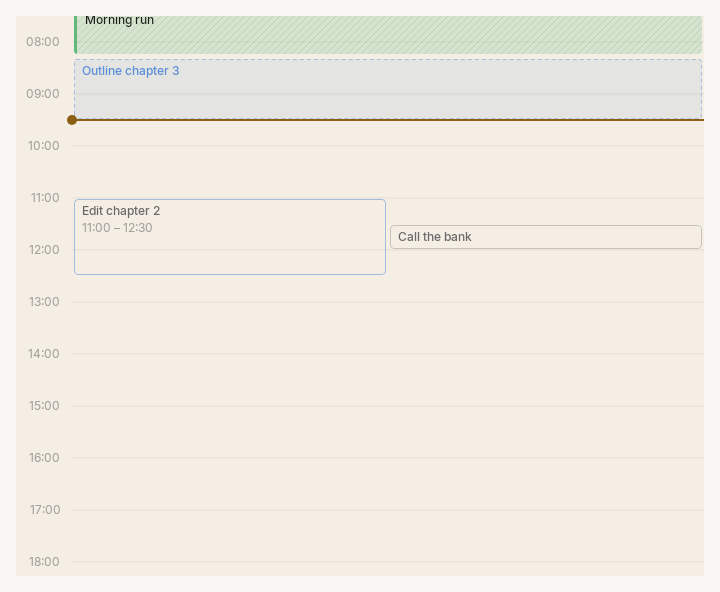 Morning run
08:00
Outline chapter 3
09:00
10:00
11:00
Edit chapter 2
11:00 – 12:30
Call the bank
12:00
13:00
14:00
15:00
16:00
17:00
18:00